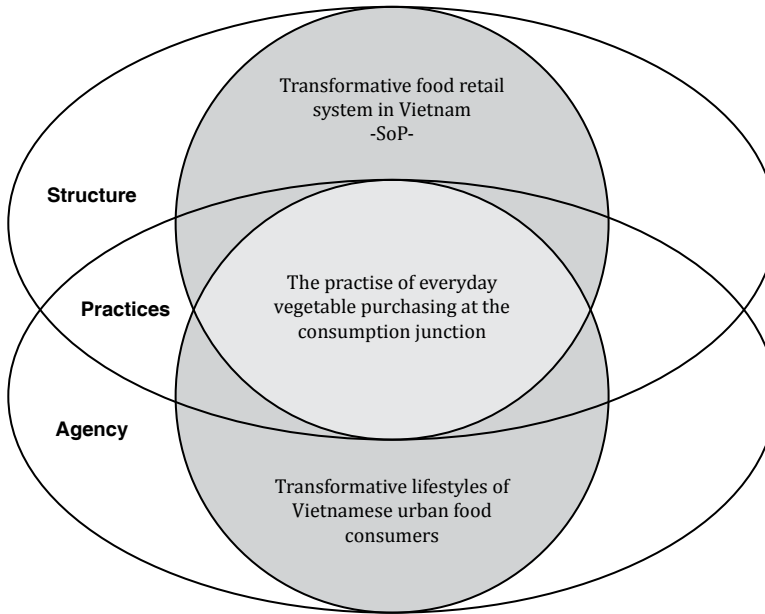 Transformative food retail
system in Vietnam
-SoP-
Structure
The practise of everyday
vegetable purchasing at the
consumption junction
Practices
Agency
Transformative lifestyles of
Vietnamese urban food
consumers